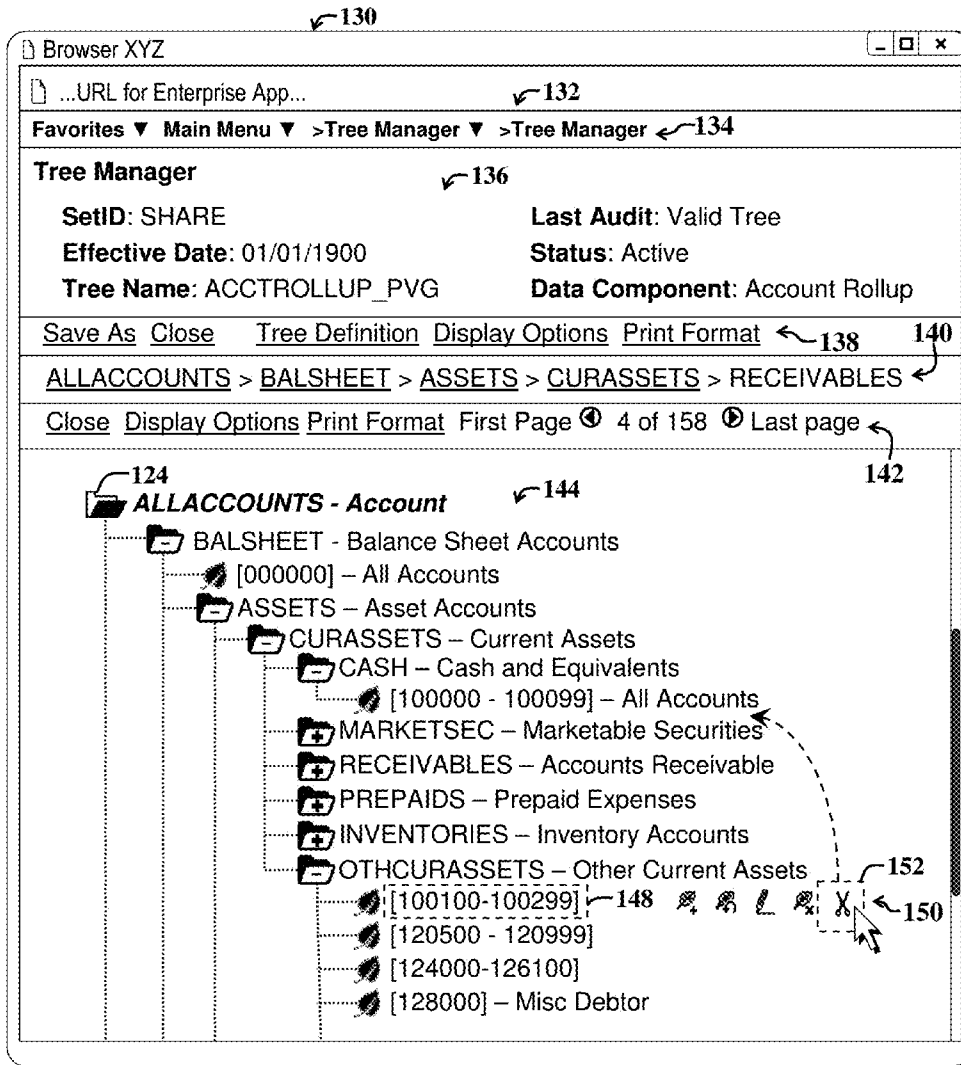 130
Browser XYZ
...URL for Enterprise App...
132
Favorites ▼ Main Menu ▼ >Tree Manager ▼ >Tree Manager
134
Tree Manager
136
SetID: SHARE
Last Audit: Valid Tree
Effective Date: 01/01/1900
Status: Active
Tree Name: ACCTROLLUP_PVG
Data Component: Account Rollup
Save As Close Tree Definition Display Options Print Format
138
140
ALLACCOUNTS > BALSHEET > ASSETS > CURASSETS > RECEIVABLES
Close Display Options Print Format First Page 4 of 158 Last page
142
124
ALLACCOUNTS - Account
144
BALSHEET - Balance Sheet Accounts
[000000] – All Accounts
ASSETS – Asset Accounts
CURASSETS – Current Assets
CASH – Cash and Equivalents
[100000 - 100099] – All Accounts
MARKETSEC – Marketable Securities
RECEIVABLES – Accounts Receivable
PREPAIDS – Prepaid Expenses
INVENTORIES – Inventory Accounts
OTHCURASSETS – Other Current Assets
152
[100100-100299]
148
150
[120500 - 120999]
[124000-126100]
[128000] – Misc Debtor